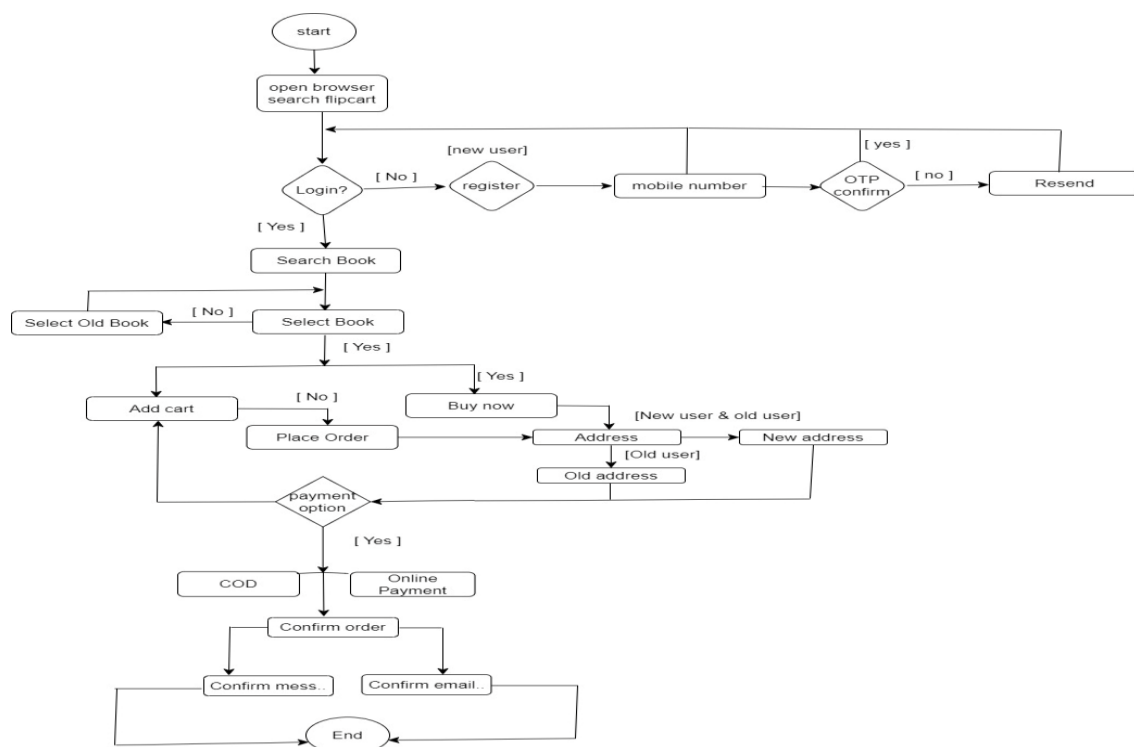 start
open browser
search flipcart
[new user]
[ yes ]
Login?
[ No ]
register
mobile number
OTP
confirm
[ no ]
Resend
[ Yes ]
Search Book
Select Old Book
[ No ]
Select Book
[ Yes ]
[ Yes ]
Add cart
[ No ]
Buy now
[New user & old user]
Place Order
Address
New address
[Old user]
Old address
payment
option
[ Yes ]
COD
Online
Payment
Confirm order
Confirm mess..
Confirm email..
End